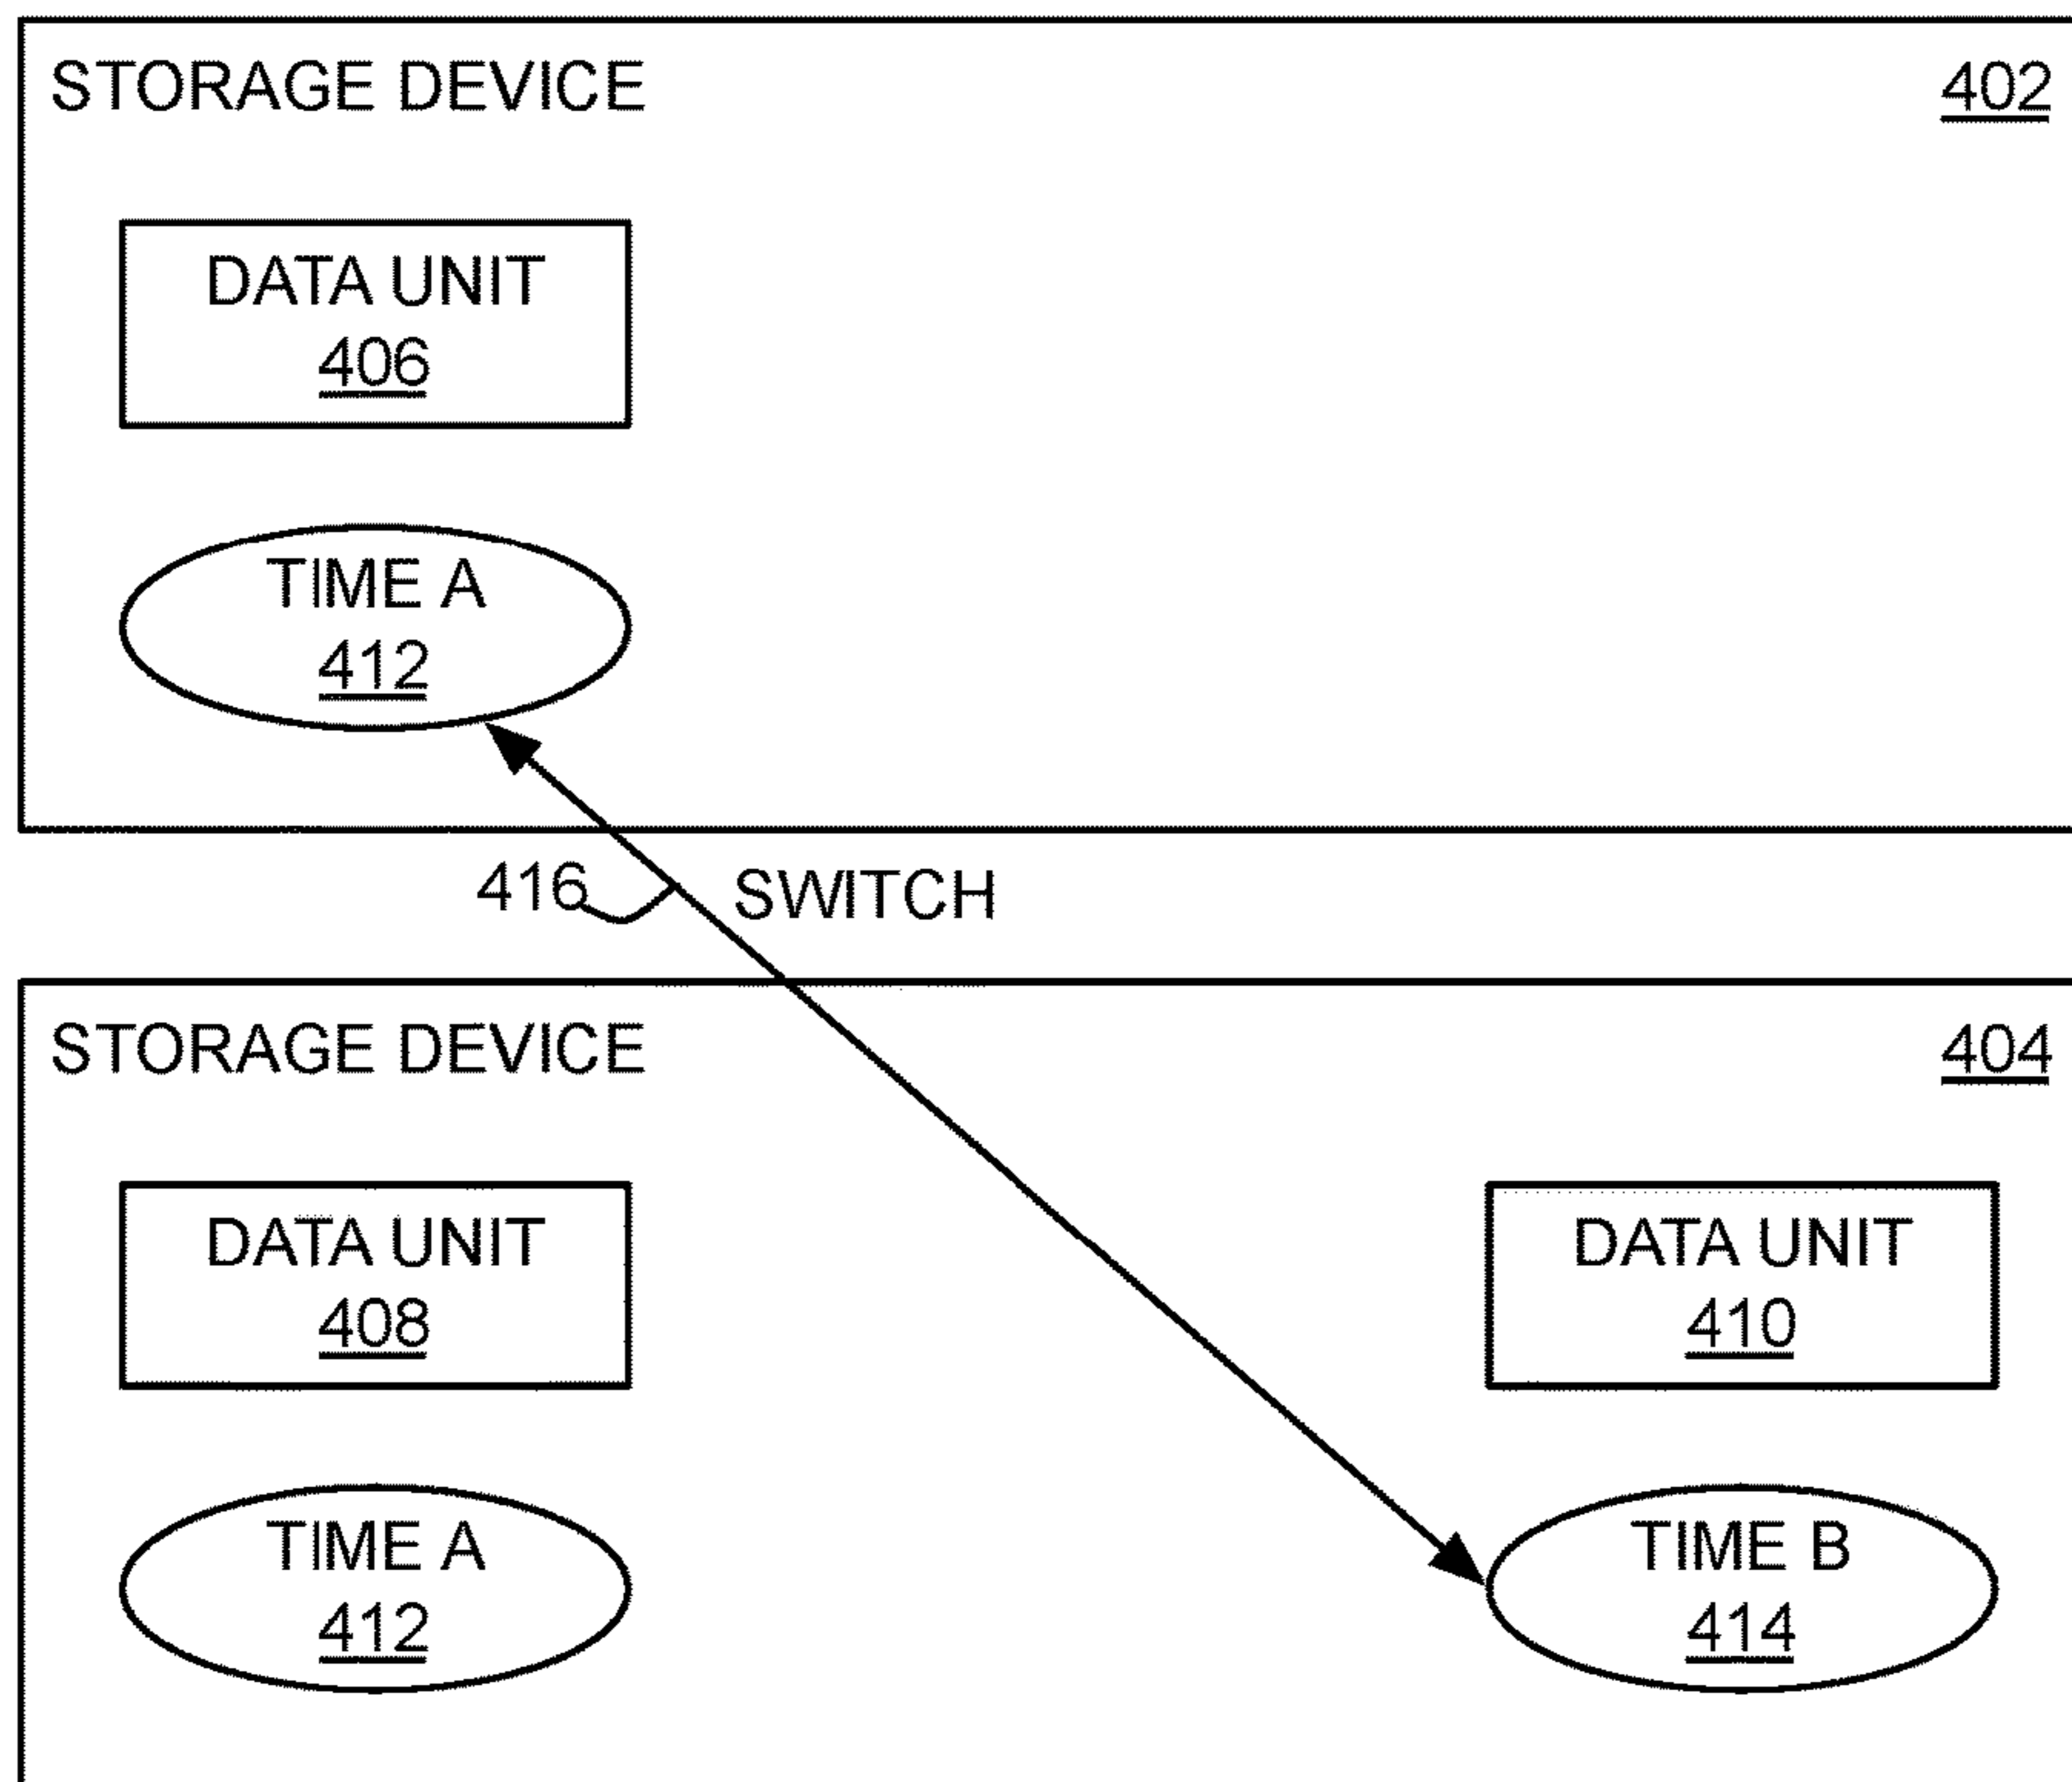 STORAGE DEVICE 402
DATA UNIT
406
TIME A
412
416 SWITCH
STORAGE DEVICE 404
DATA UNIT
408
DATA UNIT
410
TIME A
412
TIME B
414